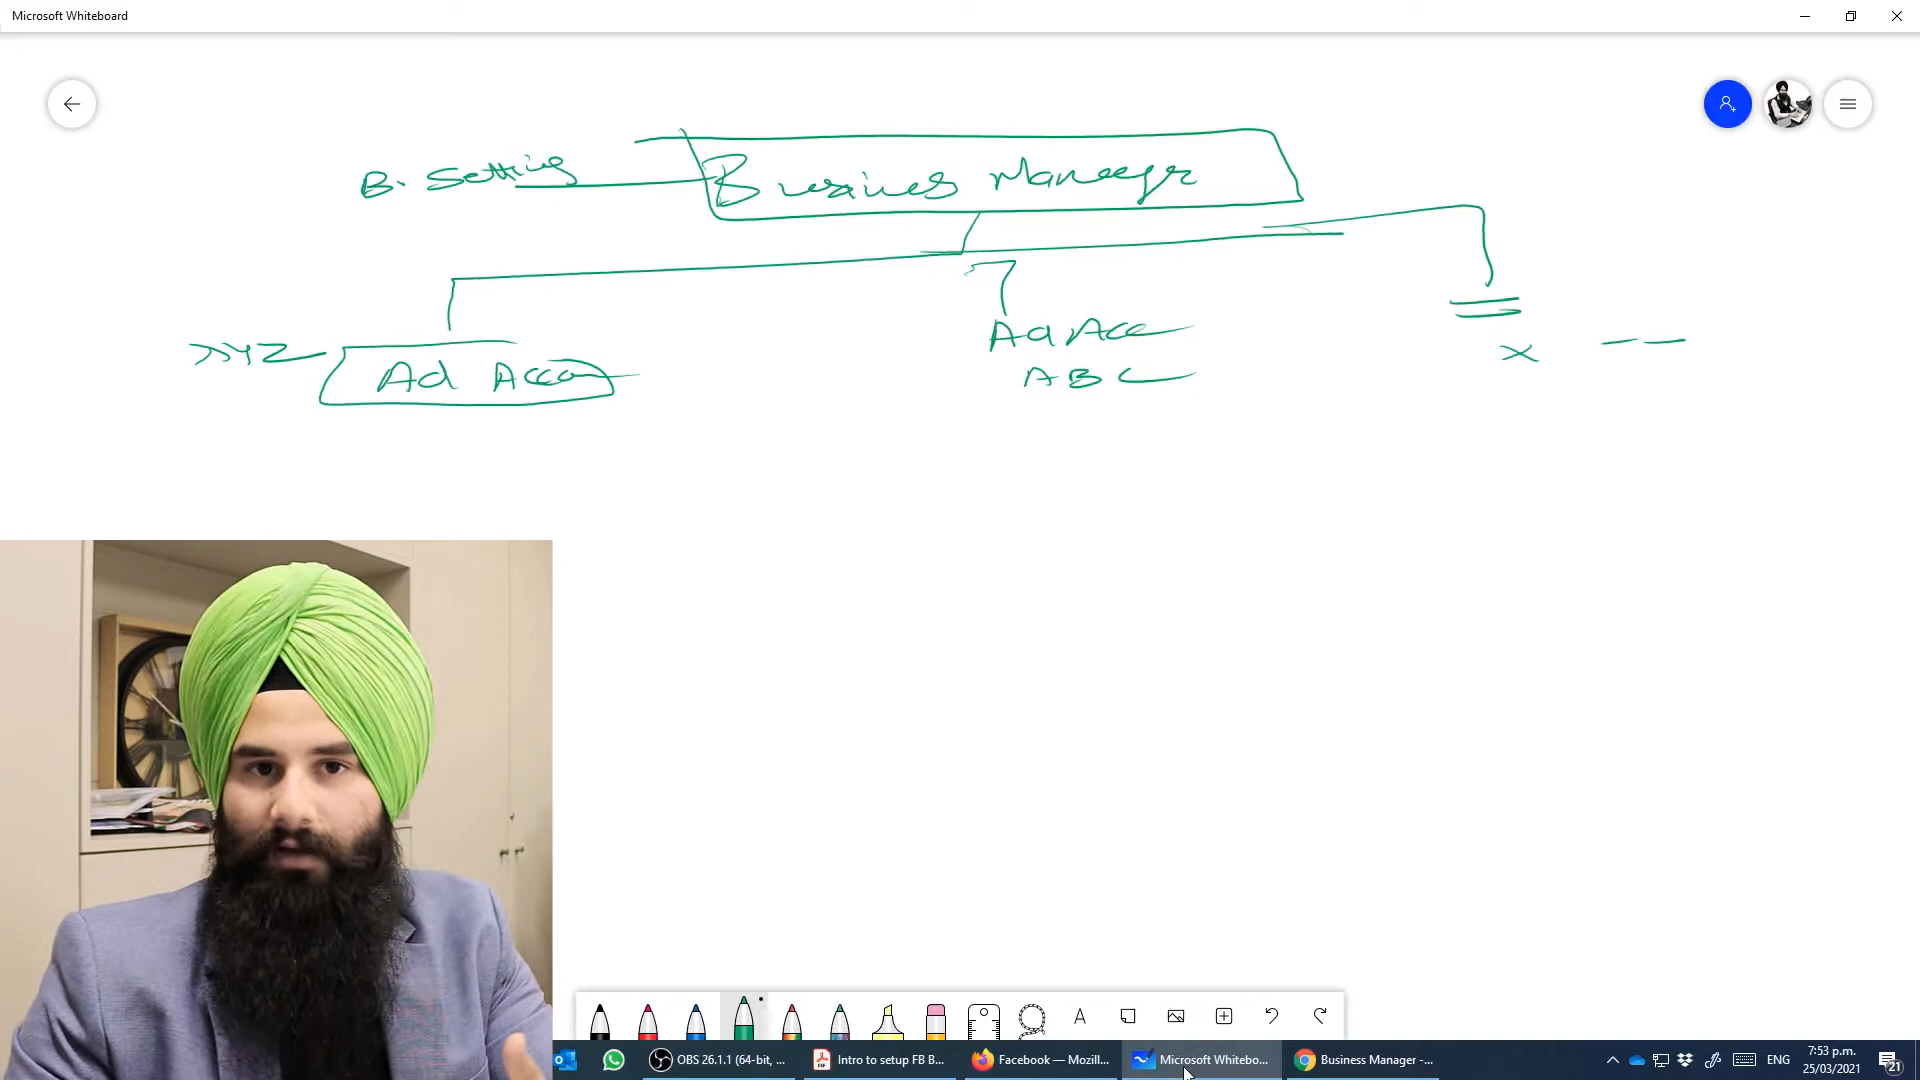 Microsoft Whiteboard
B. Setting
Business Manager
XYZ
Ad Acco
Ad Acc
ABC
X
A
OBS 26.1.1 (64-bit, ...
Intro to setup FB B...
Facebook — Mozill...
Microsoft Whitebo...
Business Manager -...
ENG
7:53 p.m.
25/03/2021
21